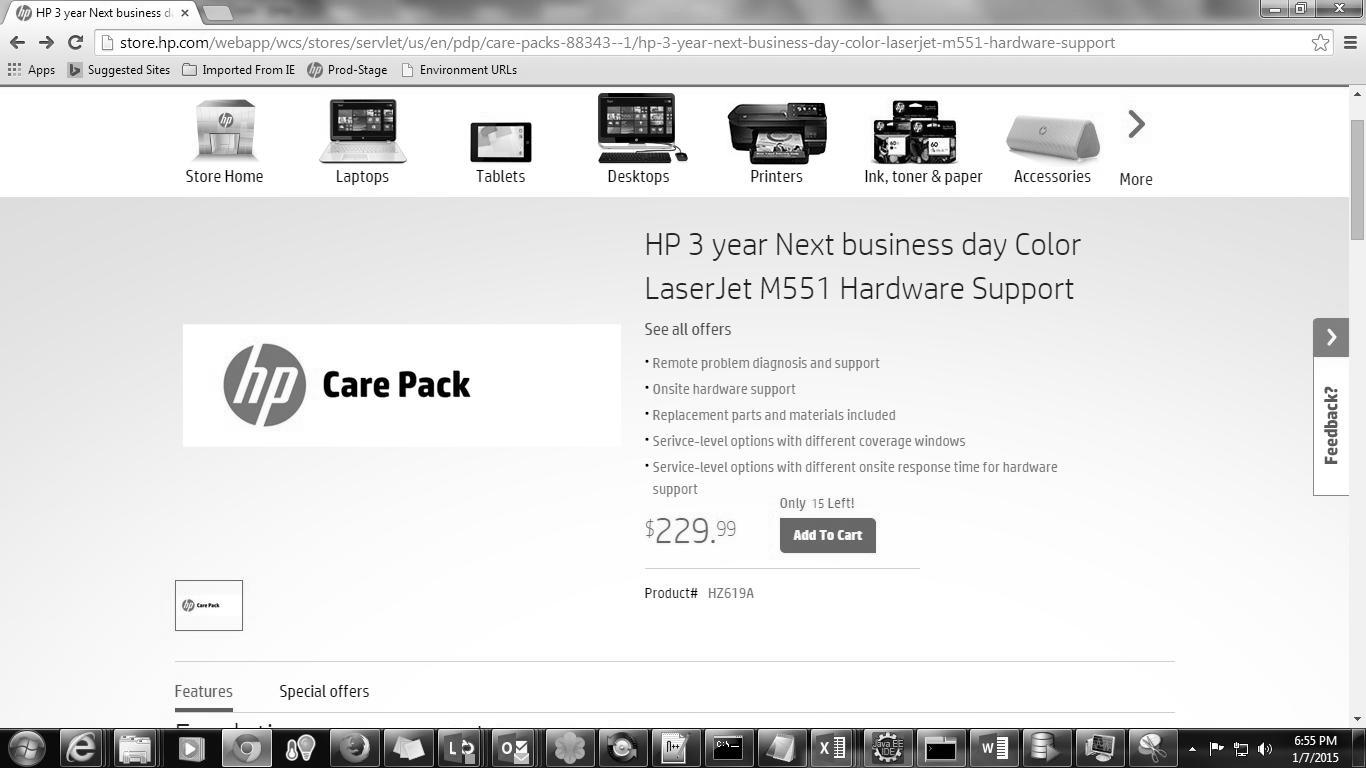 HP 3 year Next business d
store.hp.com/webapp/wcs/stores/servlet/us/en/pdp/care-packs-88343--1/hp-3-year-next-business-day-color-laserjet-m551-hardware-support
Apps Suggested Sites Imported From IE Prod-Stage Environment URLs
Store Home Laptops Tablets Desktops Printers Ink, toner & paper Accessories More
HP 3 year Next business day Color
LaserJet M551 Hardware Support
See all offers
hp Care Pack
• Remote problem diagnosis and support
• Onsite hardware support
• Replacement parts and materials included
• Serivce-level options with different coverage windows
• Service-level options with different onsite response time for hardware
support
Only 15 Left!
$229.99 Add To Cart
Product# HZ619A
hp Care Pack
Feedback?
Features Special offers
6:55 PM
1/7/2015